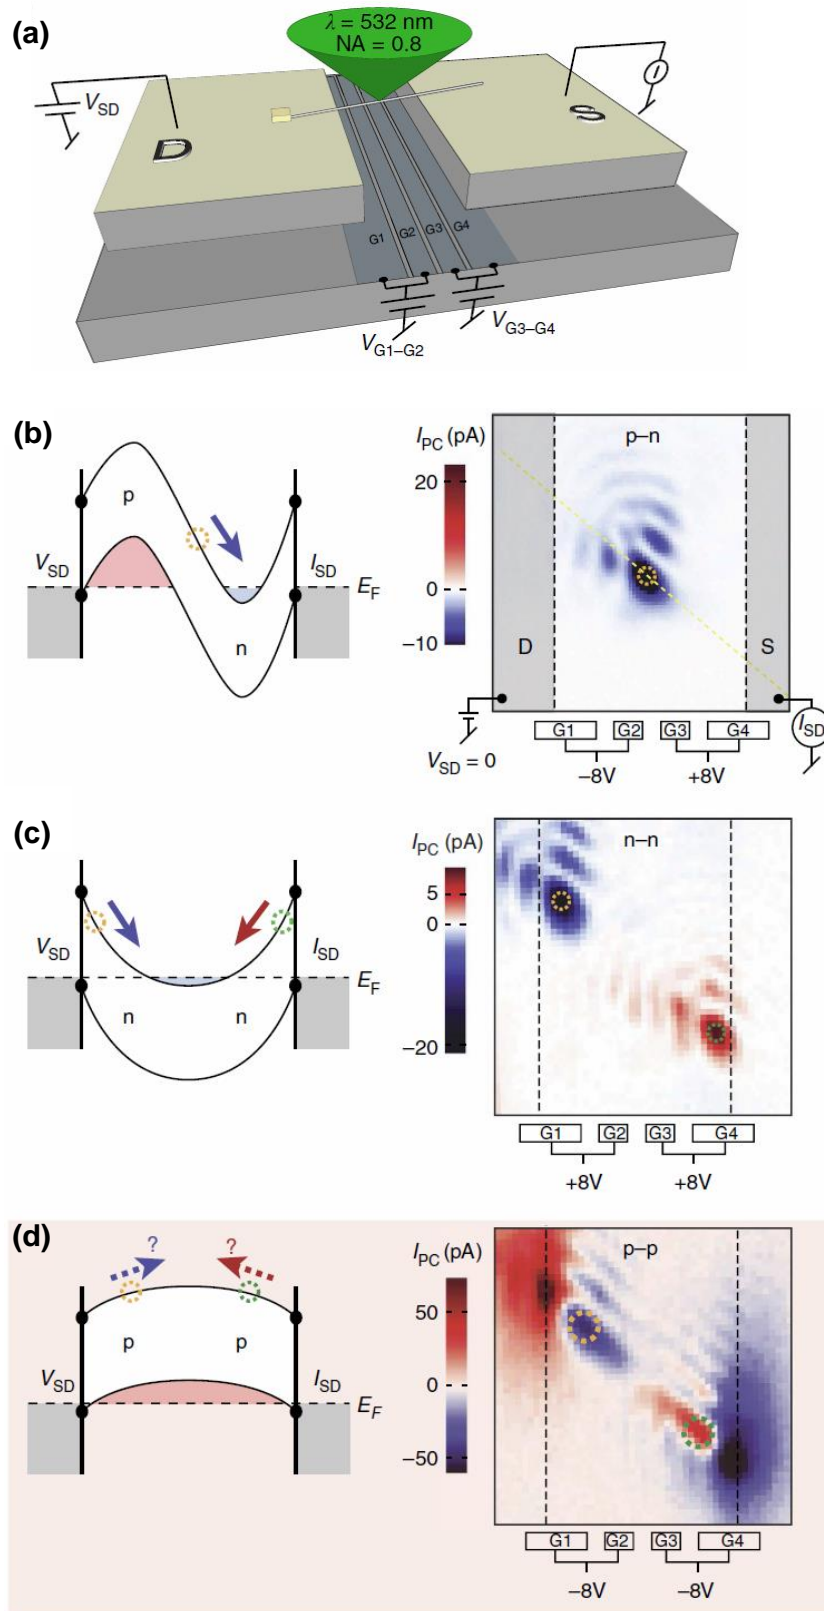 (a)
λ = 532 nm
NA = 0.8
V_SD
I
D
S
G1 G2 G3 G4
V_G1–G2
V_G3–G4
(b)
p
V_SD
I_SD
E_F
n
I_PC (pA)
20
0
−10
p–n
D
S
V_SD = 0
I_SD
G1 G2 G3 G4
−8V +8V
(c)
V_SD
I_SD
E_F
n n
I_PC (pA)
5
0
−20
n–n
G1 G2 G3 G4
+8V +8V
(d)
? ?
p p
V_SD
I_SD
E_F
I_PC (pA)
50
0
−50
p–p
G1 G2 G3 G4
−8V −8V